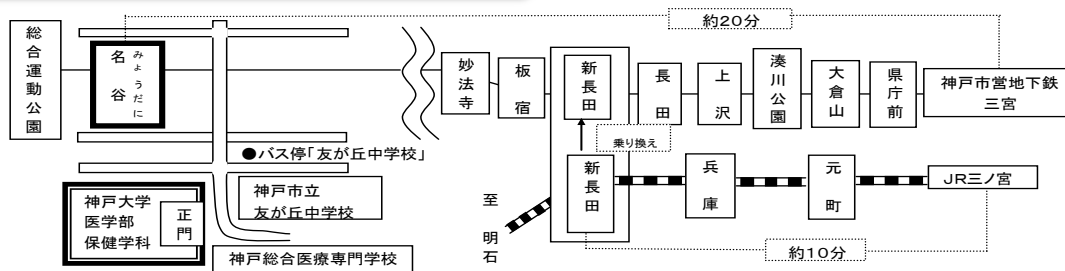 約20分
総合運動公園
名谷
みょうだに
妙法寺
板宿
新長田
長田
上沢
湊川公園
大倉山
県庁前
神戸市営地下鉄
三宮
乗り換え
●バス停「友が丘中学校」
新長田
兵庫
元町
JR三ノ宮
至 明石
約10分
神戸大学
医学部
保健学科
正門
神戸市立
友が丘中学校
神戸総合医療専門学校